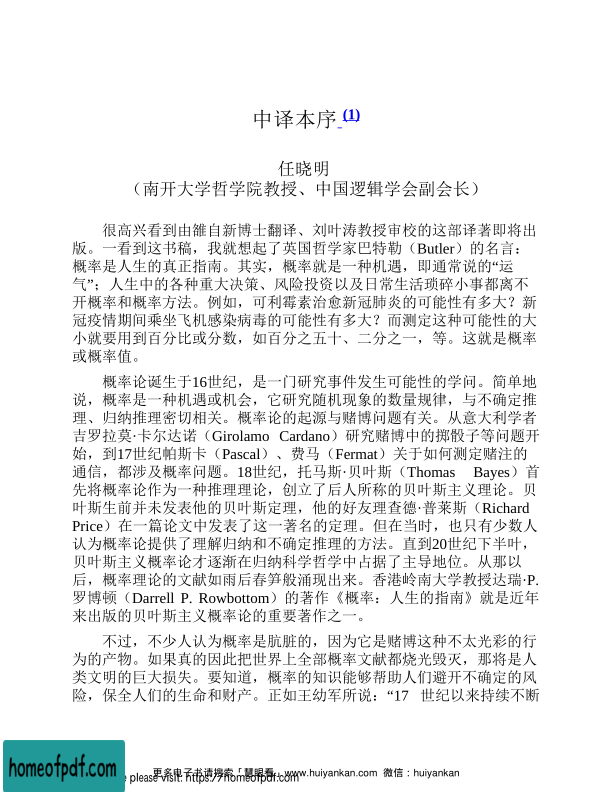 中译本序 (1)
任晓明
（南开大学哲学院教授、中国逻辑学会副会长）
很高兴看到由雒自新博士翻译、刘叶涛教授审校的这部译著即将出
版。一看到这书稿，我就想起了英国哲学家巴特勒（Butler）的名言：
概率是人生的真正指南。其实，概率就是一种机遇，即通常说的“运
气”；人生中的各种重大决策、风险投资以及日常生活琐碎小事都离不
开概率和概率方法。例如，可利霉素治愈新冠肺炎的可能性有多大？新
冠疫情期间乘坐飞机感染病毒的可能性有多大？而测定这种可能性的大
小就要用到百分比或分数，如百分之五十、二分之一，等。这就是概率
或概率值。
概率论诞生于16世纪，是一门研究事件发生可能性的学问。简单地
说，概率是一种机遇或机会，它研究随机现象的数量规律，与不确定推
理、归纳推理密切相关。概率论的起源与赌博问题有关。从意大利学者
吉罗拉莫·卡尔达诺（Girolamo Cardano）研究赌博中的掷骰子等问题开
始，到17世纪帕斯卡（Pascal）、费马（Fermat）关于如何测定赌注的
通信，都涉及概率问题。18世纪，托马斯·贝叶斯（Thomas Bayes）首
先将概率论作为一种推理理论，创立了后人所称的贝叶斯主义理论。贝
叶斯生前并未发表他的贝叶斯定理，他的好友理查德·普莱斯（Richard
Price）在一篇论文中发表了这一著名的定理。但在当时，也只有少数人
认为概率论提供了理解归纳和不确定推理的方法。直到20世纪下半叶，
贝叶斯主义概率论才逐渐在归纳科学哲学中占据了主导地位。从那以
后，概率理论的文献如雨后春笋般涌现出来。香港岭南大学教授达瑞·P.
罗博顿（Darrell P. Rowbottom）的著作《概率：人生的指南》就是近年
来出版的贝叶斯主义概率论的重要著作之一。
不过，不少人认为概率是肮脏的，因为它是赌博这种不太光彩的行
为的产物。如果真的因此把世界上全部概率文献都烧光毁灭，那将是人
类文明的巨大损失。要知道，概率的知识能够帮助人们避开不确定的风
险，保全人们的生命和财产。正如王幼军所说：“17 世纪以来持续不断
更多电子书请搜索「慧眼看」www.huiyankan.com 微信：huiyankan
e please visit: https://homeofpdf.com
homeofpdf.com